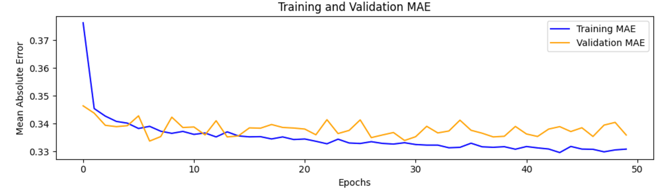 Training and Validation MAE
Training MAE
Validation MAE
Mean Absolute Error
0.37
0.36
0.35
0.34
0.33
0
10
20
30
40
50
Epochs